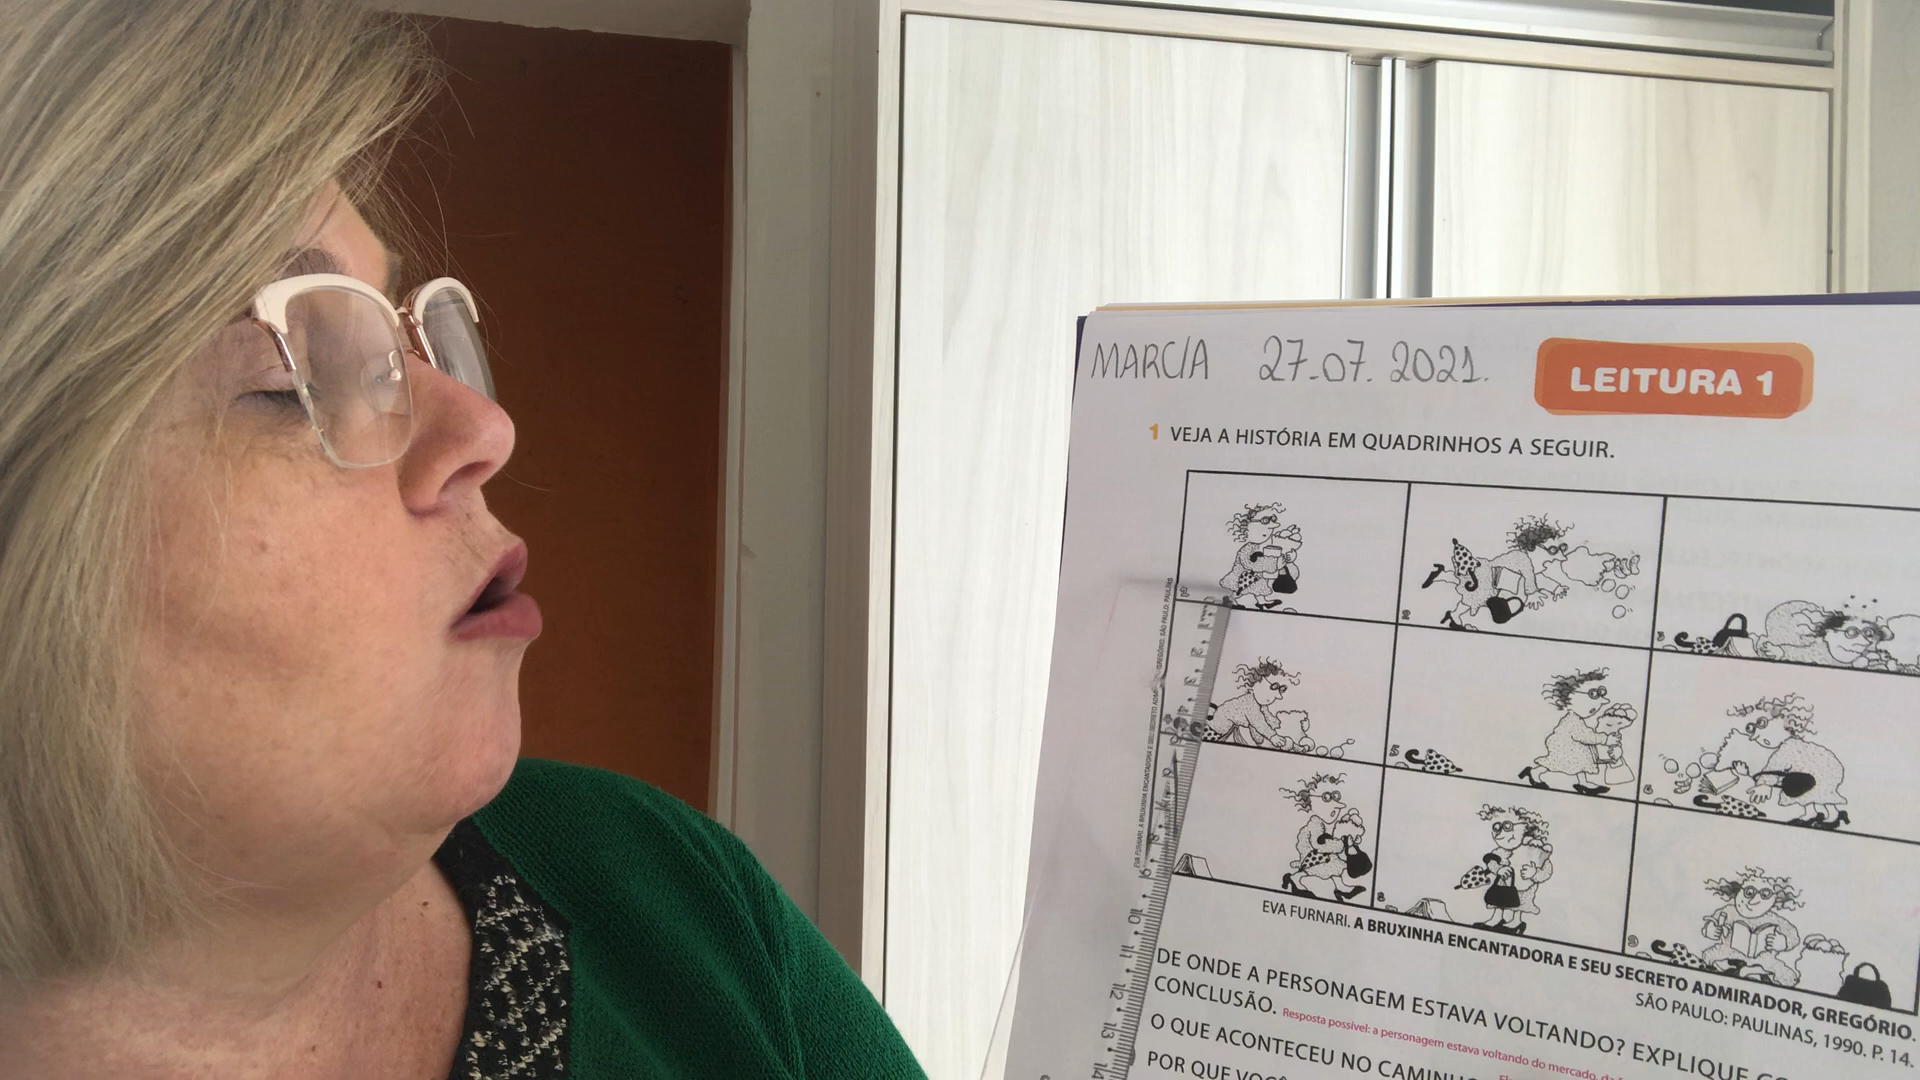 MARCIA 27.07.2021.
LEITURA 1
1 VEJA A HISTÓRIA EM QUADRINHOS A SEGUIR.
EVA FURNARI. A BRUXINHA ENCANTADORA E SEU SECRETO ADMIRADOR, GREGÓRIO.
SÃO PAULO: PAULINAS, 1990. P. 14.
DE ONDE A PERSONAGEM ESTAVA VOLTANDO? EXPLIQUE
CONCLUSÃO. Resposta possível: a personagem estava voltando do mercado, da
O QUE ACONTECEU NO CAMINHO
POR QUE